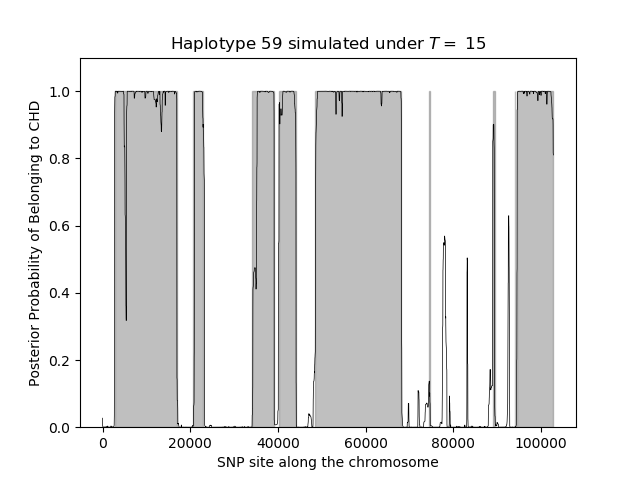 Haplotype 59 simulated under T = 15
1.0
0.8
0.6
0.4
0.2
0.0
Posterior Probability of Belonging to CHD
0 20000 40000 60000 80000 100000
SNP site along the chromosome